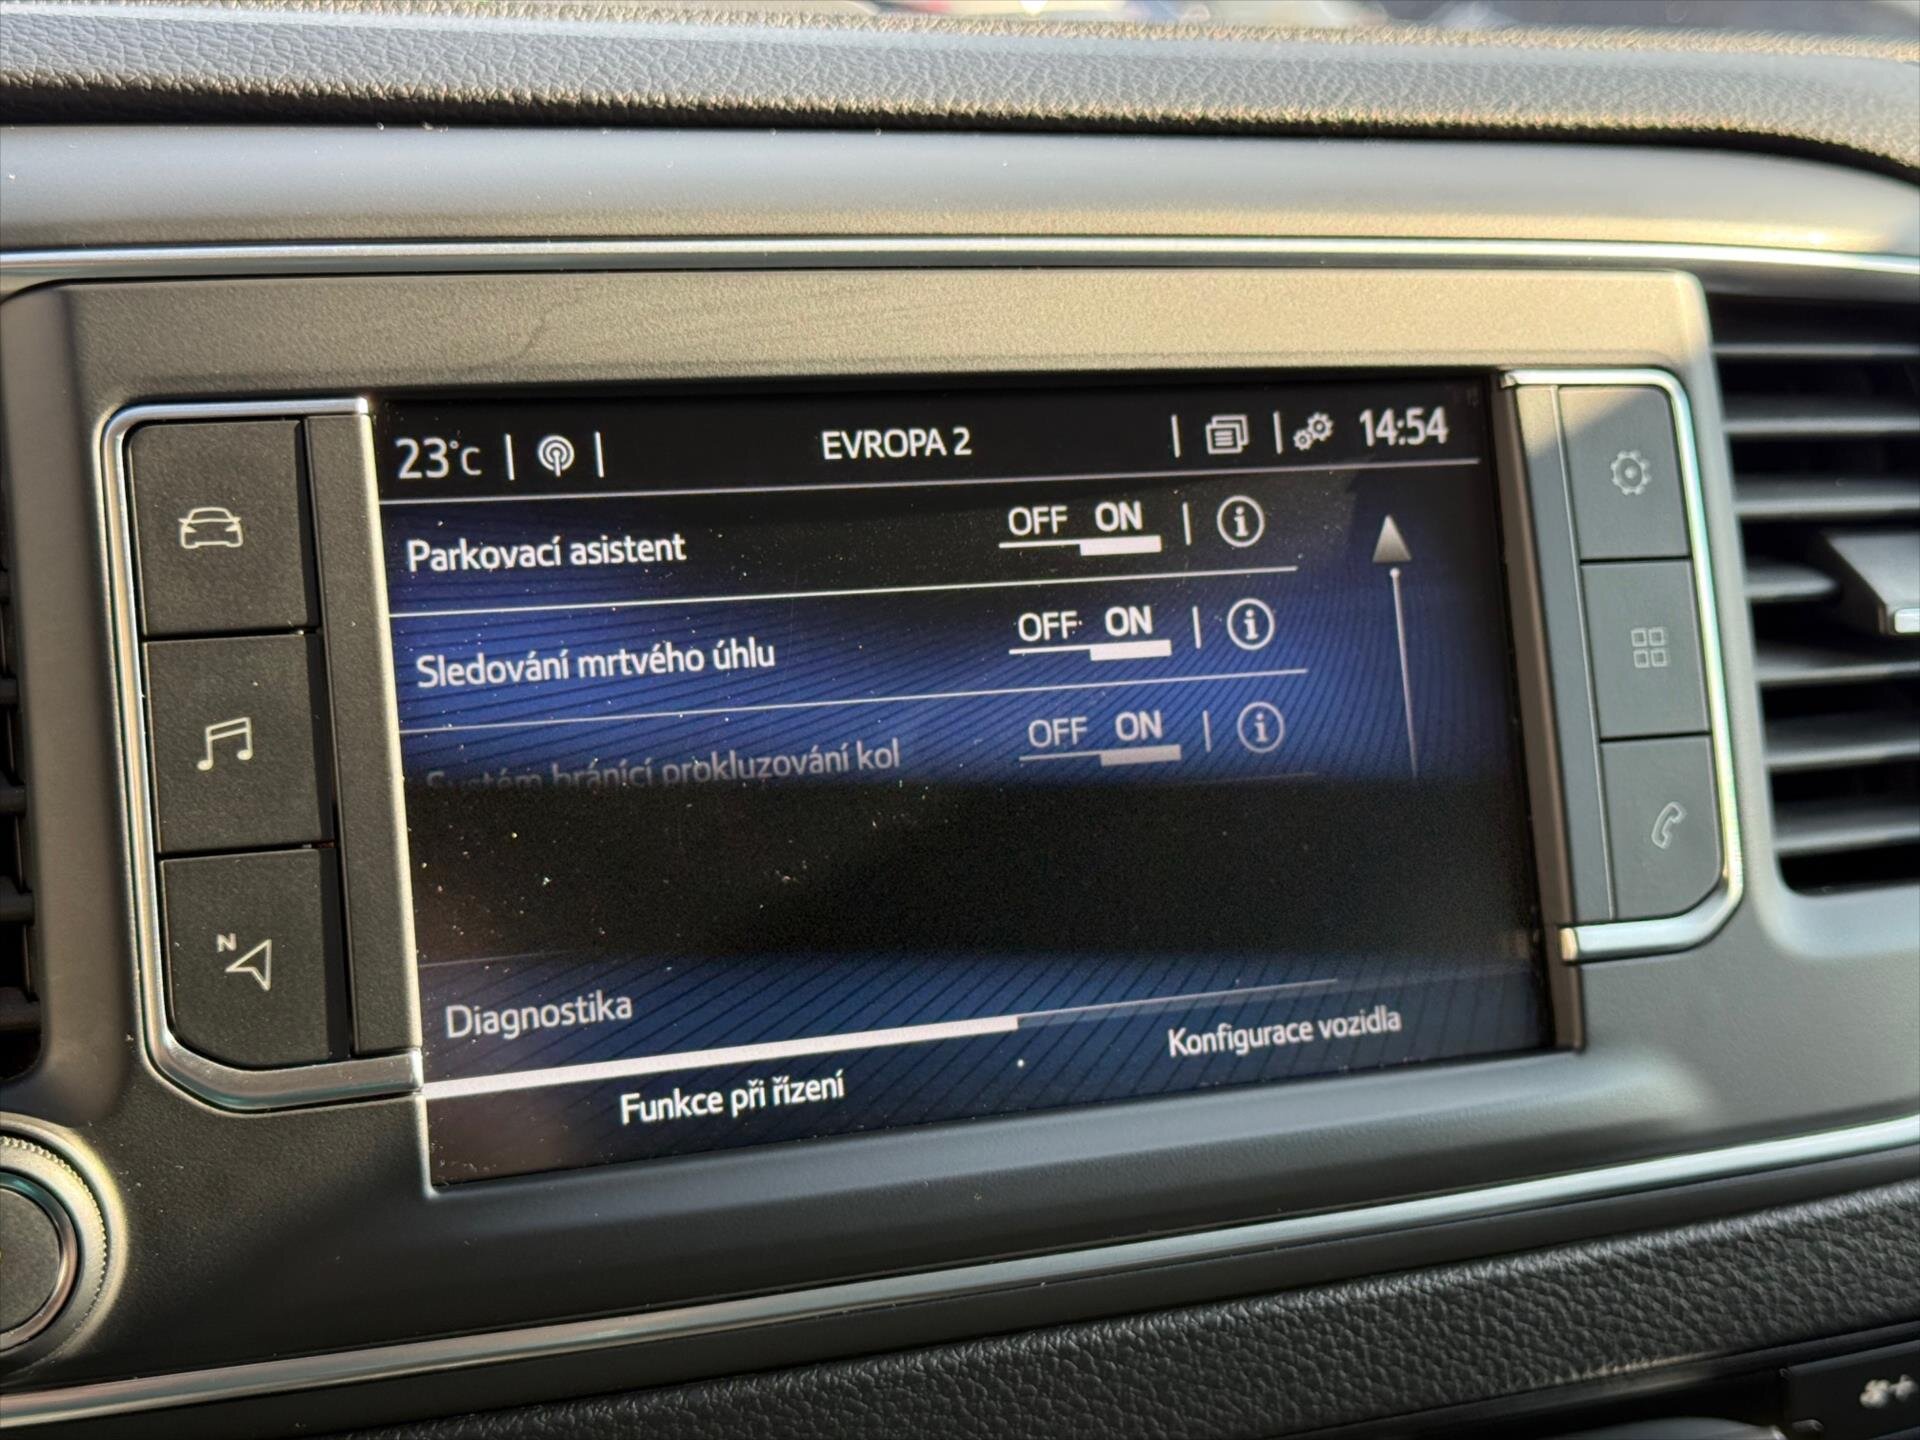 23°C EVROPA 2 14:54
Parkovací asistent OFF ON
Sledování mrtvého úhlu OFF ON
Systém bránící prokluzování kol OFF ON
N
Diagnostika
Funkce při řízení Konfigurace vozidla